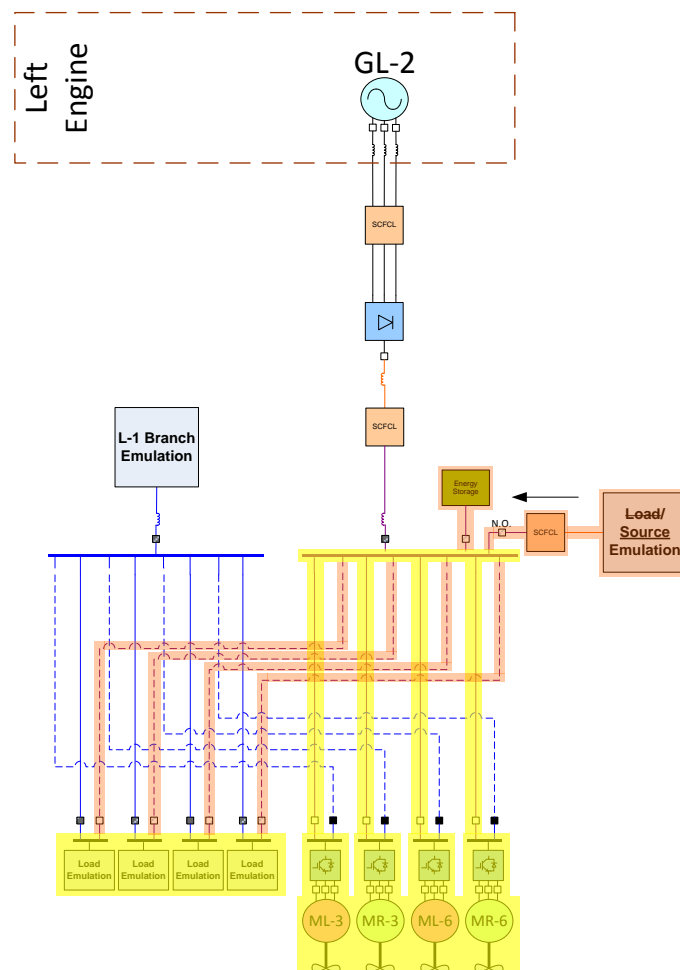 Left
Engine
GL-2
SCFCL
SCFCL
L-1 Branch
Emulation
Energy
Storage
N.O.
SCFCL
Load/
Source
Emulation
Load
Emulation
Load
Emulation
Load
Emulation
Load
Emulation
ML-3
MR-3
ML-6
MR-6